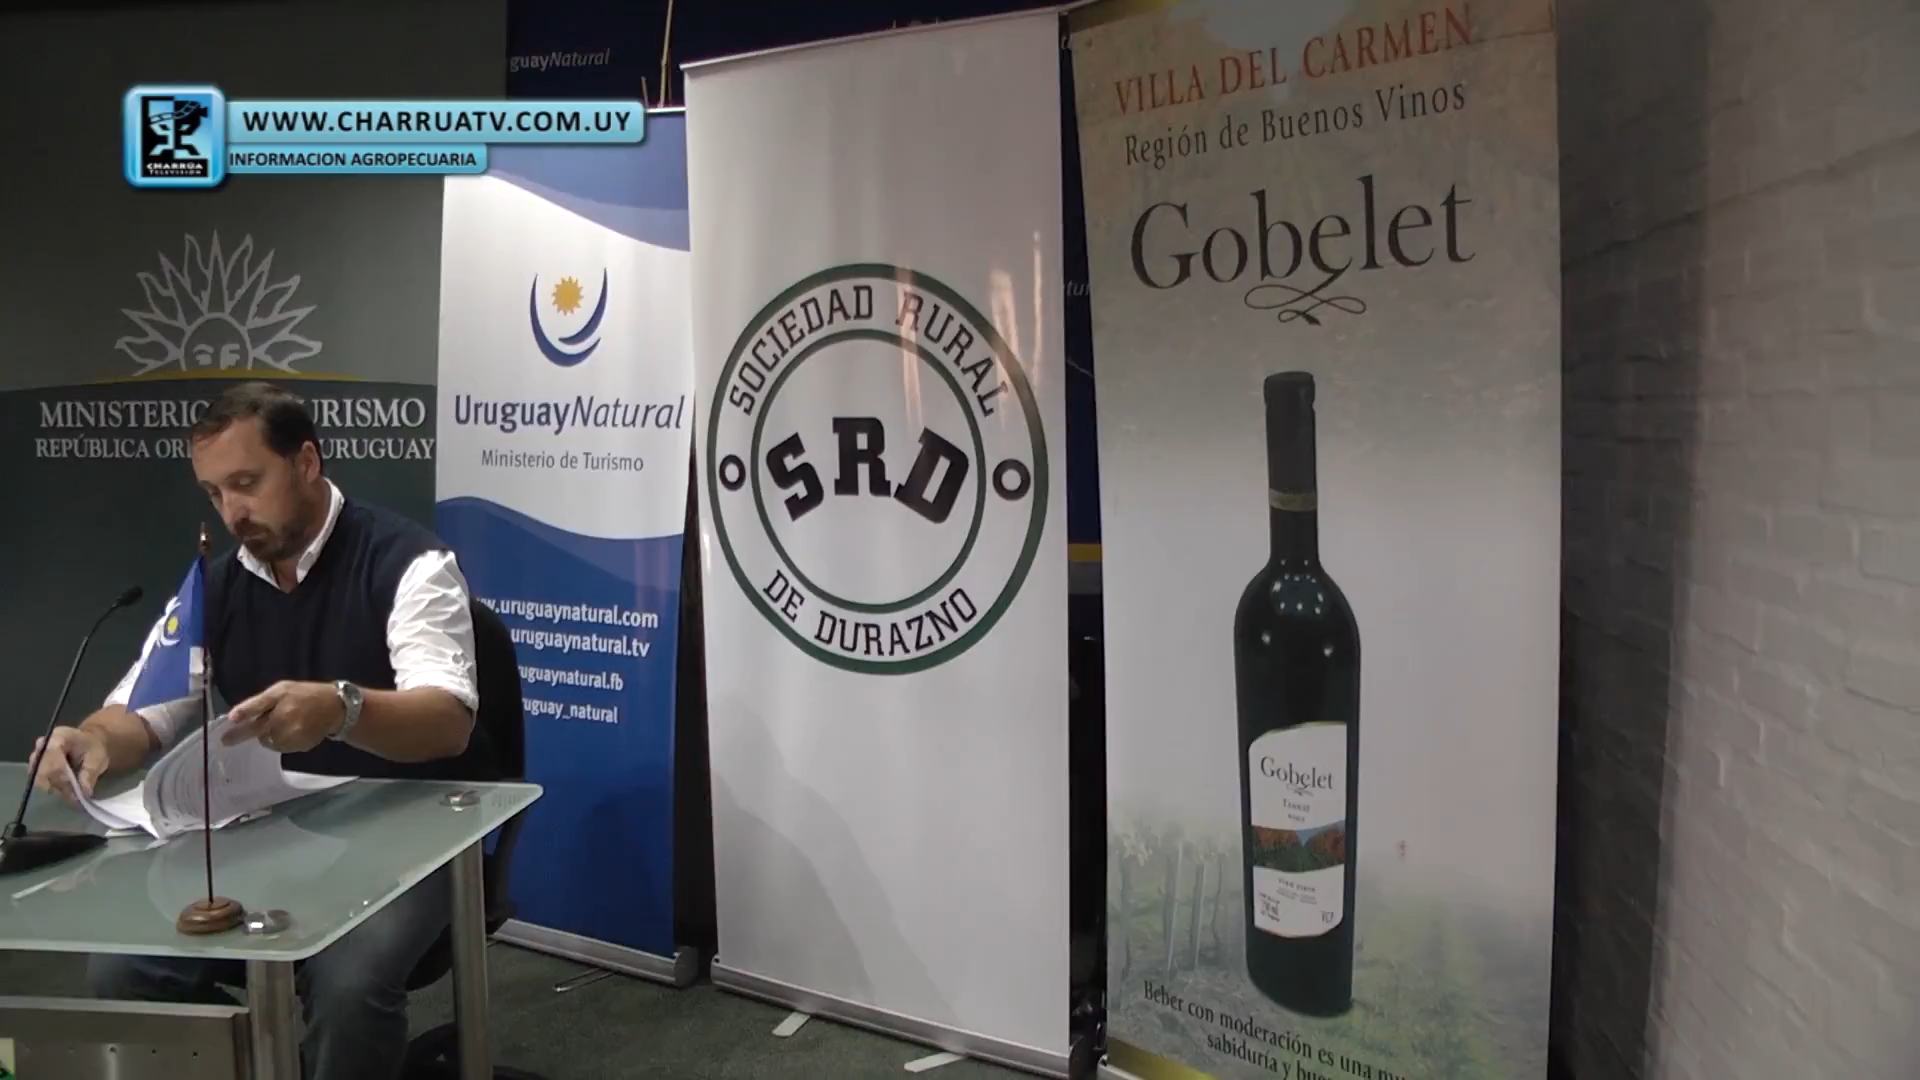 WWW.CHARRUATV.COM.UY
INFORMACION AGROPECUARIA
CHARRÚA
TELEVISIÓN
guayNatural
MINISTERIO URISMO
REPÚBLICA URUGUAY
UruguayNatural
Ministerio de Turismo
.uruguaynatural.com
uruguaynatural.tv
uguaynatural.fb
uguay_natural
SOCIEDAD RURAL
SRD
DE DURAZNO
VILLA DEL CARMEN
Región de Buenos Vinos
Gobelet
Gobelet
Beber con moderación es una
sabiduría y